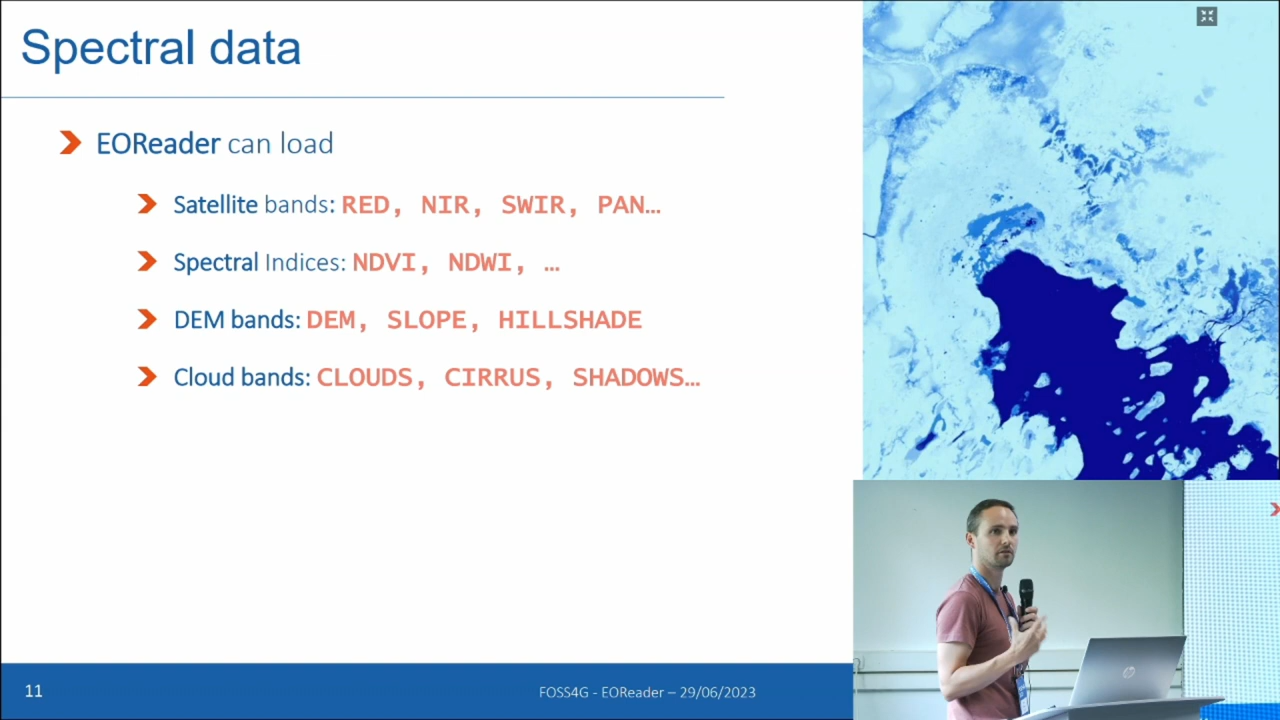 Spectral data
EOReader can load
Satellite bands: RED, NIR, SWIR, PAN…
Spectral Indices: NDVI, NDWI, …
DEM bands: DEM, SLOPE, HILLSHADE
Cloud bands: CLOUDS, CIRRUS, SHADOWS…
11
FOSS4G - EOReader – 29/06/2023
hp